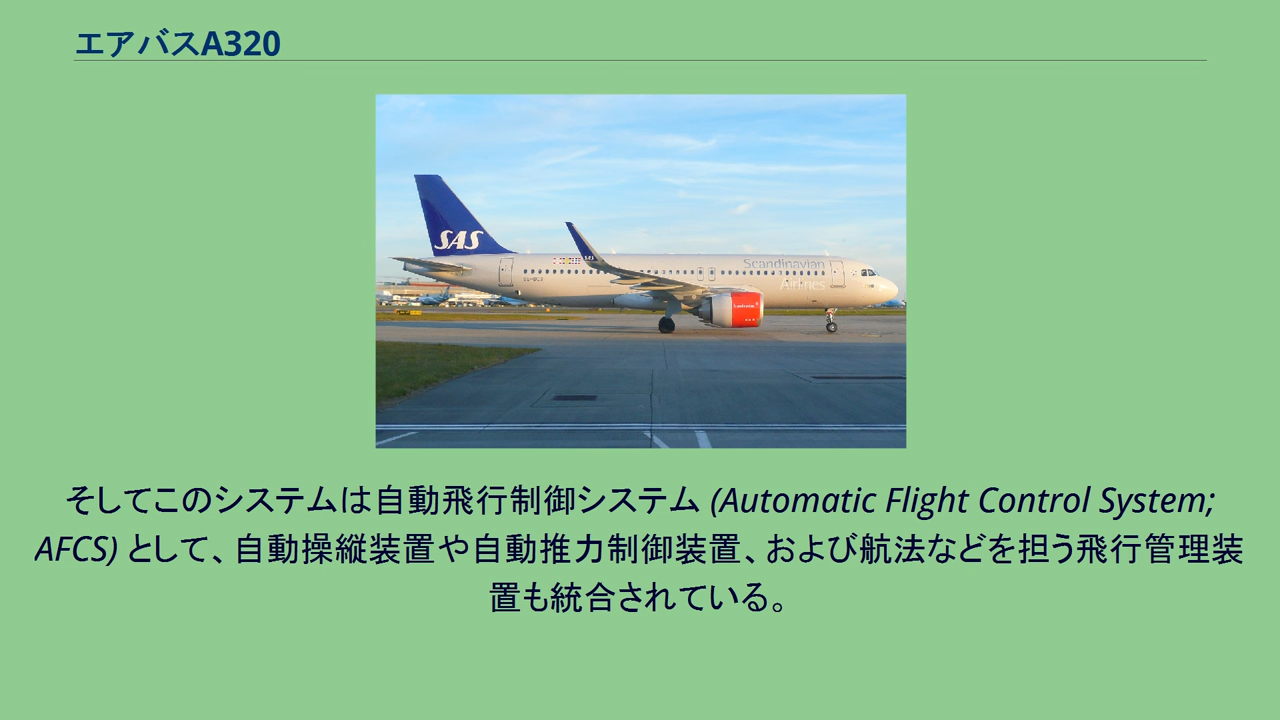 エアバスA320
SAS
Scandinavian
Airlines
そしてこのシステムは自動飛行制御システム (Automatic Flight Control System;
AFCS) として、自動操縦装置や自動推力制御装置、および航法などを担う飛行管理装
置も統合されている。